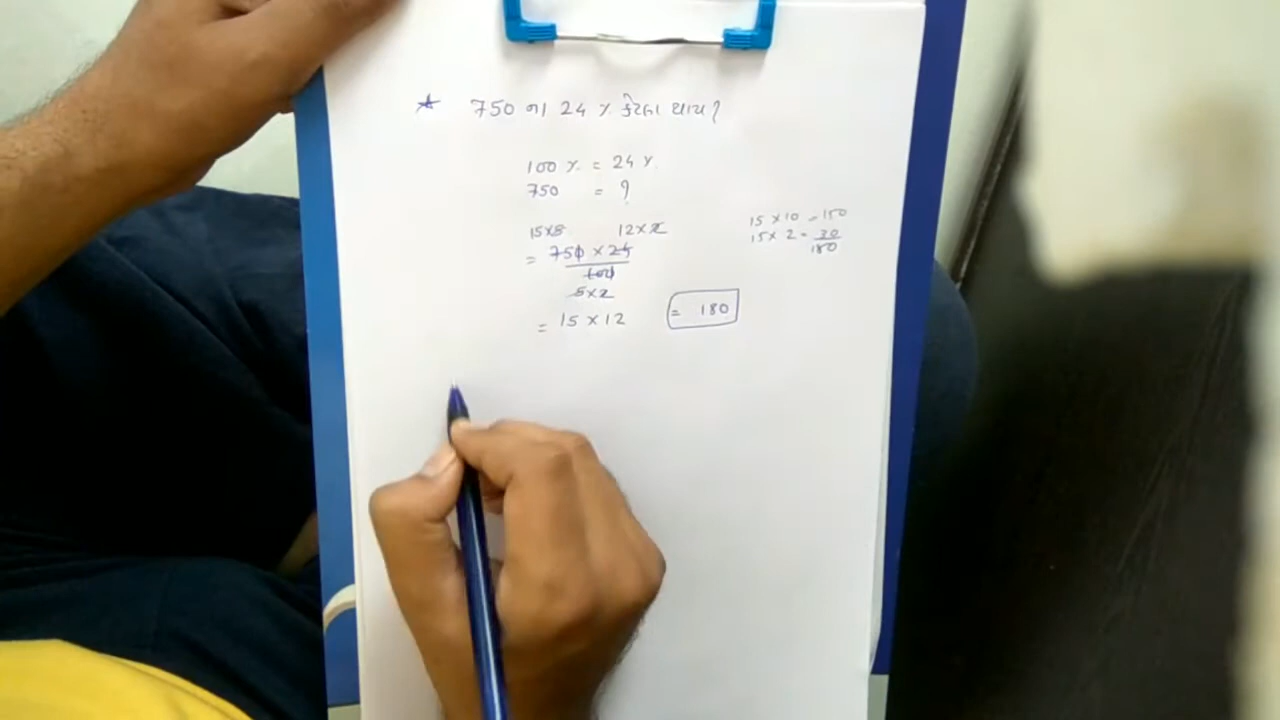 ★ 750 ના 24 % કેટલા થાય?
100 % = 24 %
750 = ?
15 × 5 12 × 2
= 750 × 24
100
5 × 2
= 15 × 12 = 180
15 × 10 = 150
15 × 2 = 30
180